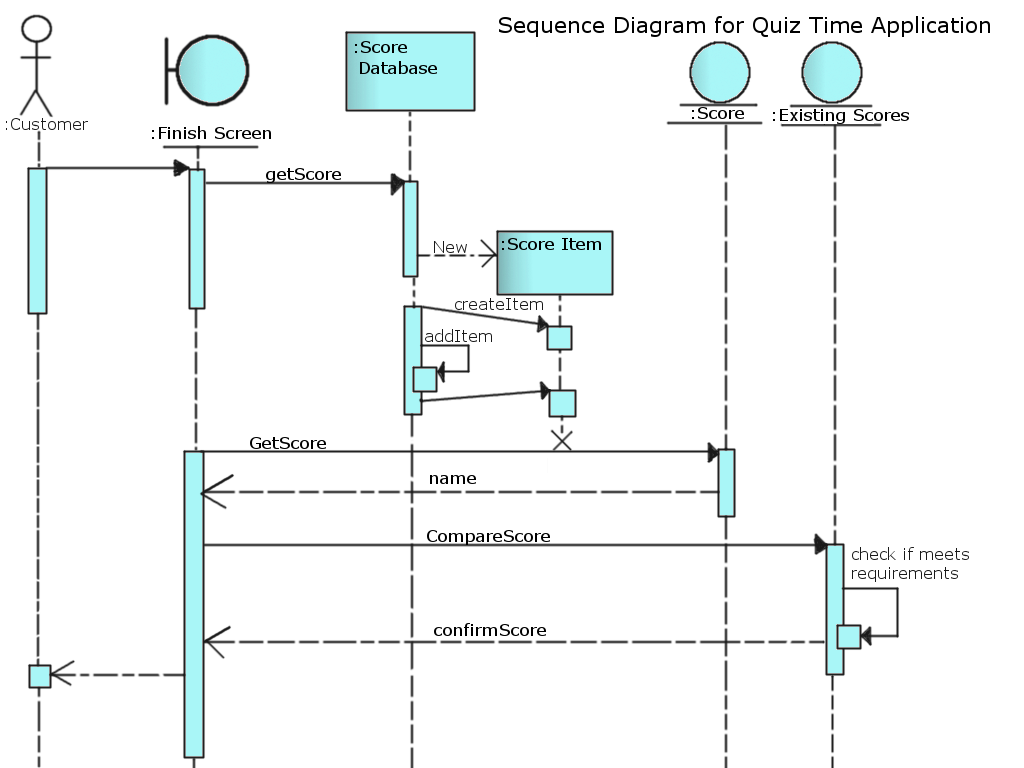 Sequence Diagram for Quiz Time Application
:Score
Database
:Customer
:Finish Screen
:Score
:Existing Scores
getScore
New
:Score Item
createItem
addItem
GetScore
name
CompareScore
check if meets
requirements
confirmScore